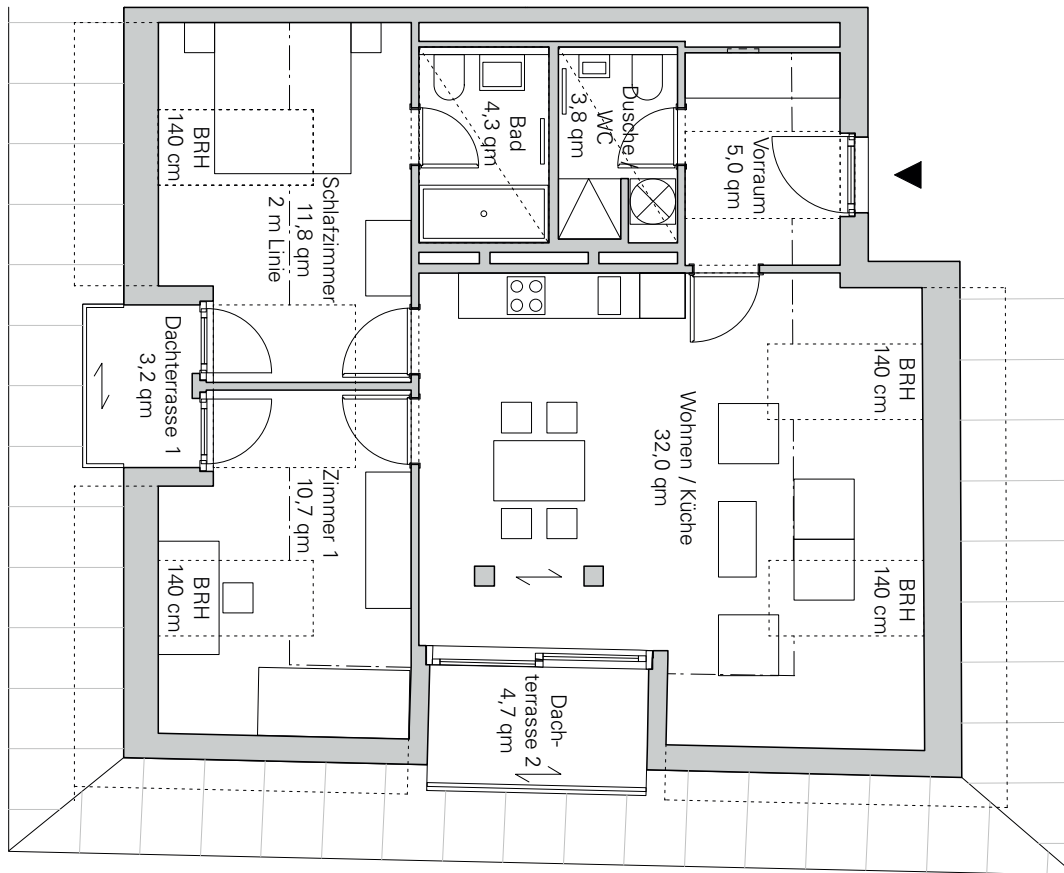 BRH
140 cm
Schlafzimmer
11,8 qm
2 m Linie
Bad
4,3 qm
Dusche/
WC
3,8 qm
Vorraum
5,0 qm
Dachterrasse 1
3,2 qm
Zimmer 1
10,7 qm
BRH
140 cm
Wohnen / Küche
32,0 qm
BRH
140 cm
BRH
140 cm
Dach-
terrasse 2
4,7 qm